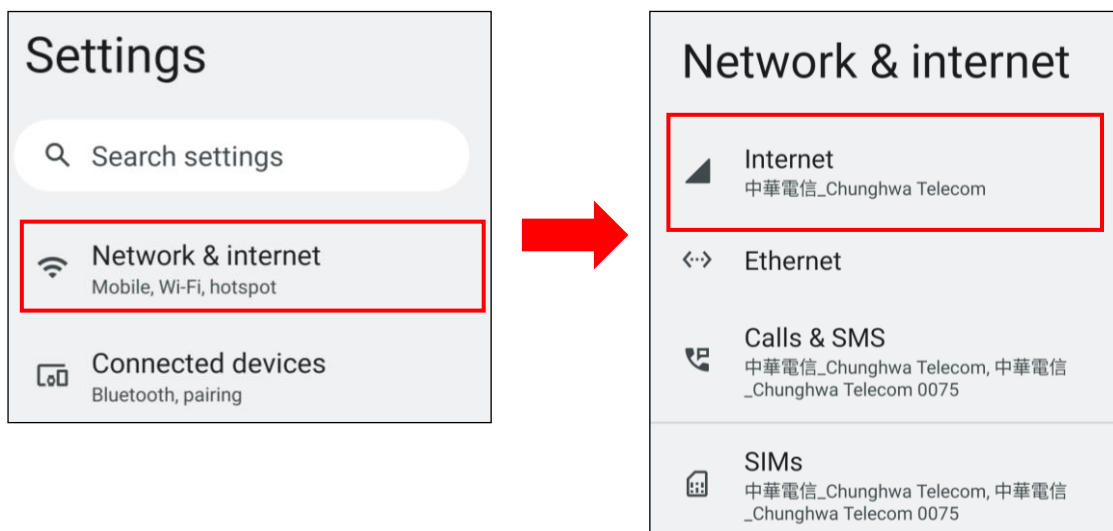 Settings
Search settings
Network & internet
Mobile, Wi-Fi, hotspot
Connected devices
Bluetooth, pairing
Network & internet
Internet
中華電信_Chunghwa Telecom
Ethernet
Calls & SMS
中華電信_Chunghwa Telecom, 中華電信
_Chunghwa Telecom 0075
SIMs
中華電信_Chunghwa Telecom, 中華電信
_Chunghwa Telecom 0075